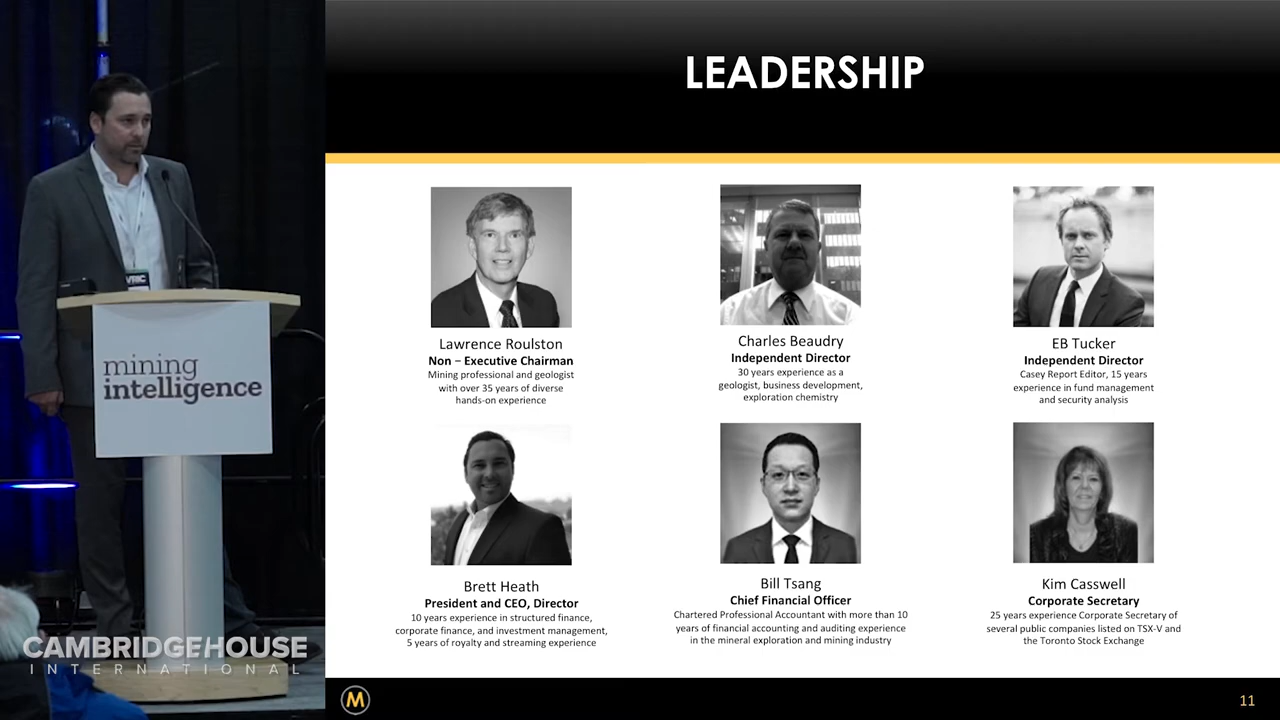 LEADERSHIP
Lawrence Roulston
Non – Executive Chairman
Mining professional and geologist
with over 35 years of diverse
hands-on experience
Charles Beaudry
Independent Director
30 years experience as a
geologist, business development,
exploration chemistry
EB Tucker
Independent Director
Casey Report Editor, 15 years
experience in fund management
and security analysis
Brett Heath
President and CEO, Director
10 years experience in structured finance,
corporate finance, and investment management,
5 years of royalty and streaming experience
Bill Tsang
Chief Financial Officer
Chartered Professional Accountant with more than 10
years of financial accounting and auditing experience
in the mineral exploration and mining industry
Kim Casswell
Corporate Secretary
25 years experience Corporate Secretary of
several public companies listed on TSX-V and
the Toronto Stock Exchange
M
11
VRIC
mining
intelligence
CAMBRIDGEHOUSE
INTERNATIONAL